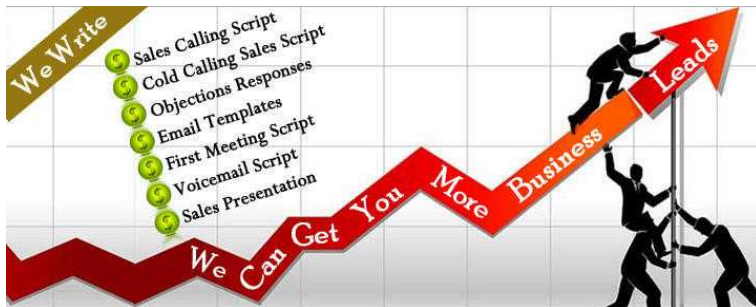 We Write
Sales Calling Script
Cold Calling Sales Script
Objections Responses
Email Templates
First Meeting Script
Voicemail Script
Sales Presentation
We Can Get You More Business Leads